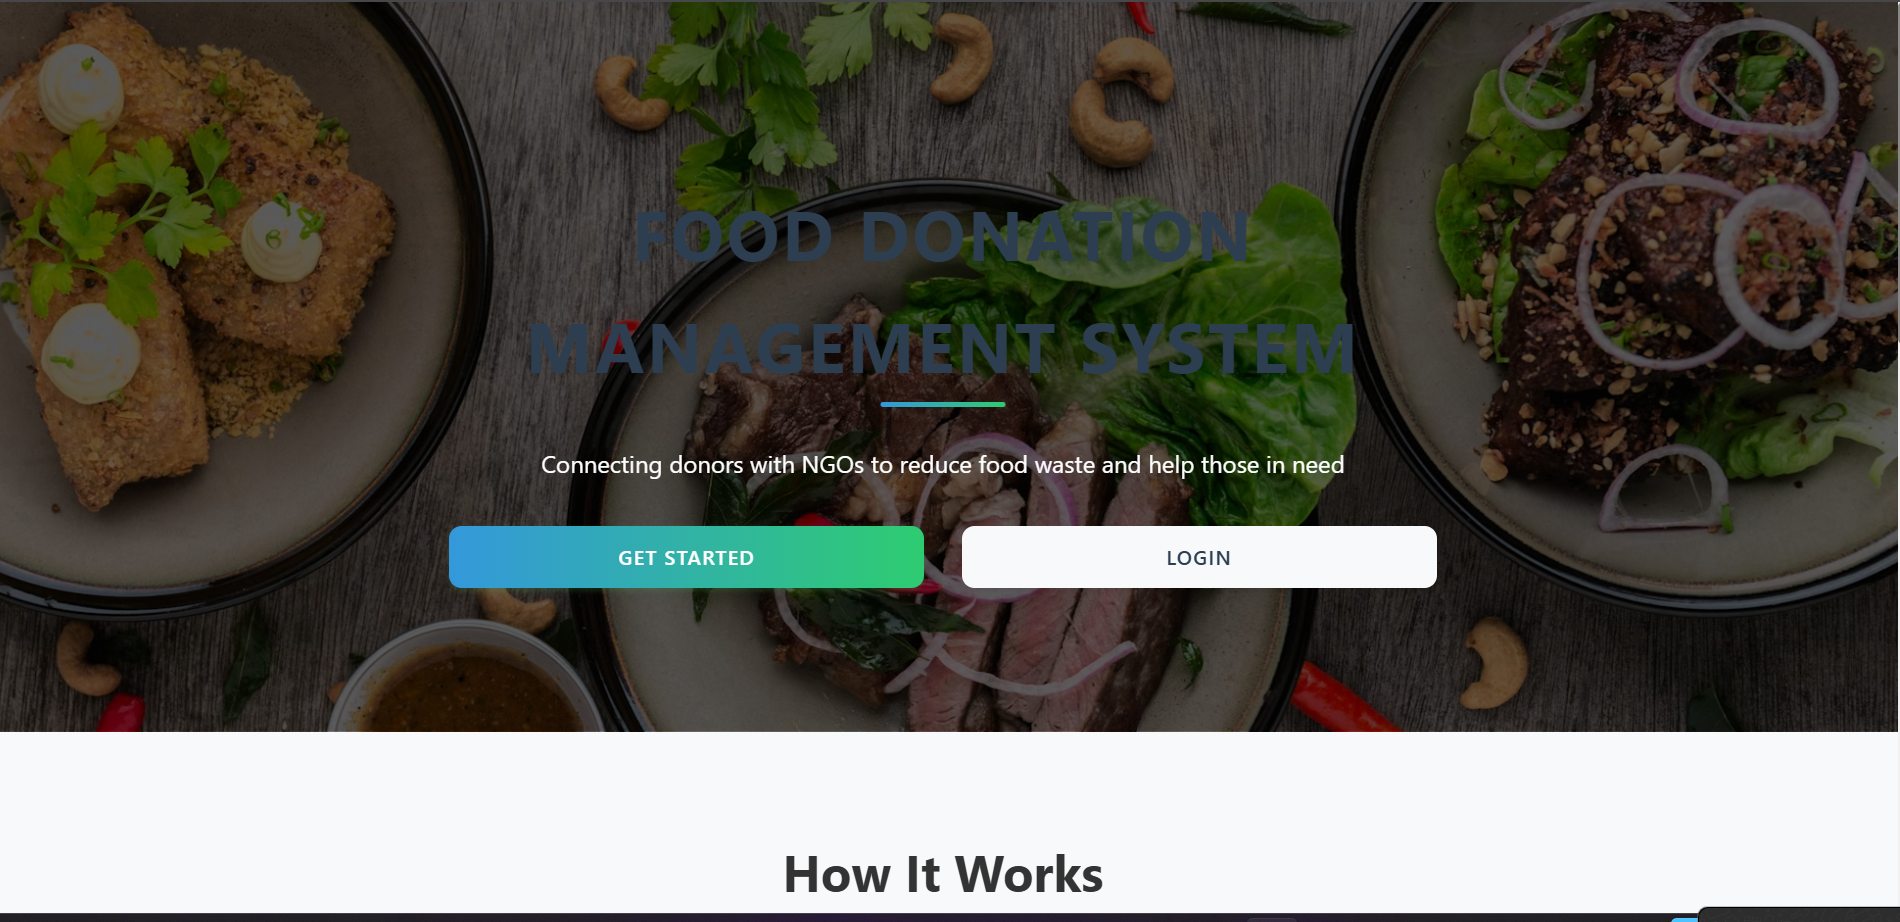 FOOD DONATION
MANAGEMENT SYSTEM
Connecting donors with NGOs to reduce food waste and help those in need
GET STARTED
LOGIN
How It Works